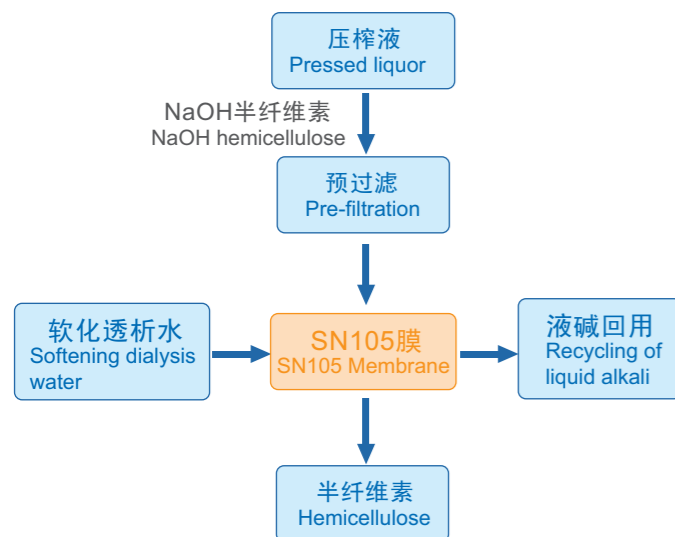 压榨液
Pressed liquor
NaOH半纤维素
NaOH hemicellulose
预过滤
Pre-filtration
软化透析水
Softening dialysis
water
SN105膜
SN105 Membrane
液碱回用
Recycling of
liquid alkali
半纤维素
Hemicellulose